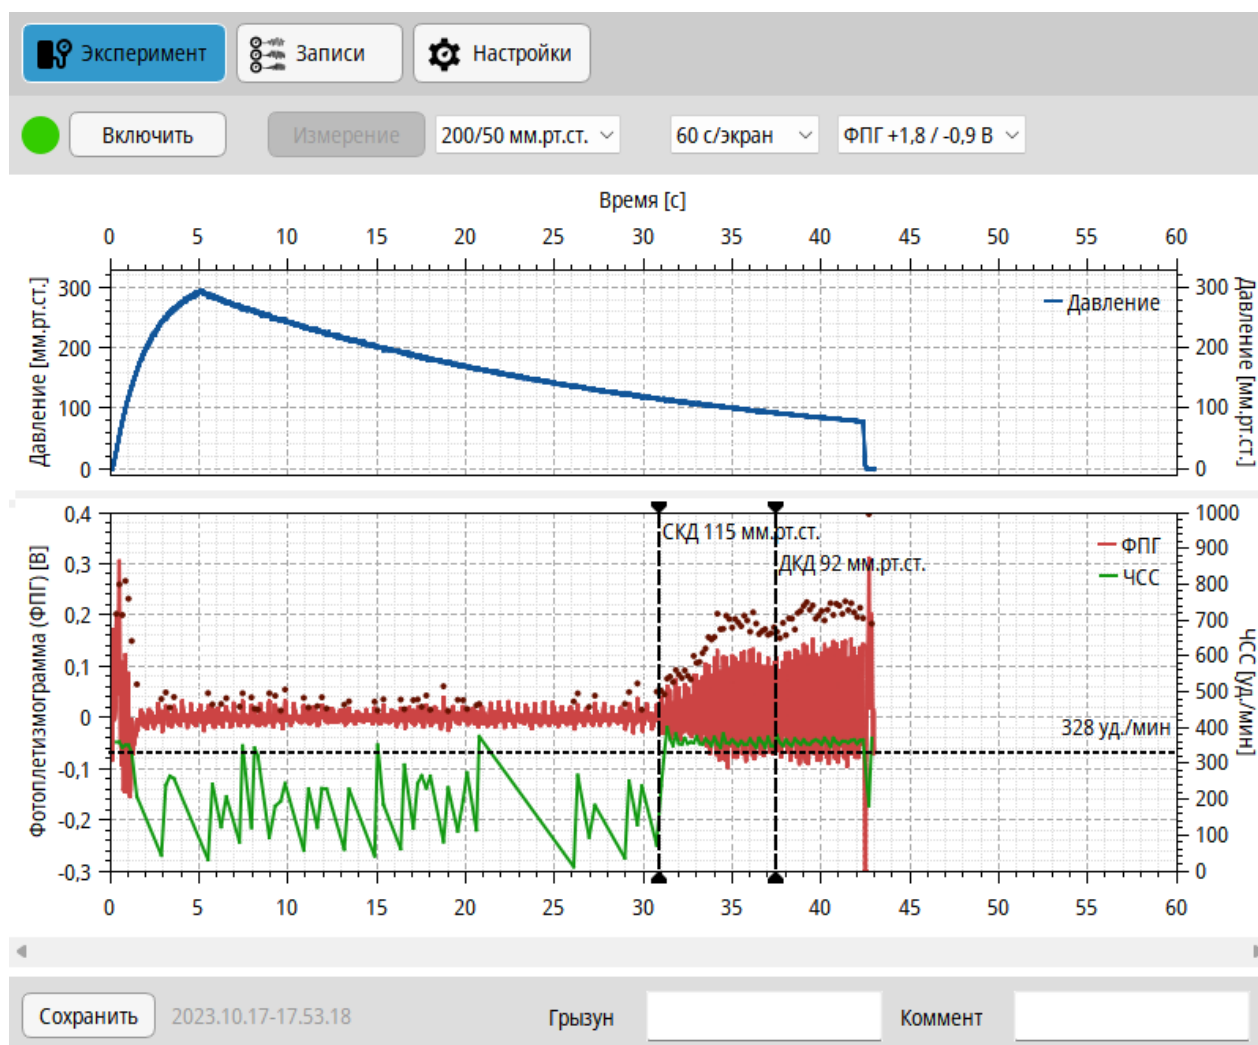 Эксперимент Записи Настройки
Включить Измерение 200/50 мм.рт.ст. 60 с/экран ФПГ +1,8 / -0,9 В
Время [с]
0 5 10 15 20 25 30 35 40 45 50 55 60
Давление [мм.рт.ст.]
300
200
100
0
Давление
300
200
100
0
Давление [мм.рт.ст.]
Фотоплетизмограмма (ФПГ) [В]
0,4
0,3
0,2
0,1
0
-0,1
-0,2
-0,3
СКД 115 мм.рт.ст.
ДКД 92 мм.рт.ст.
ФПГ
ЧСС
328 уд./мин
1000
900
800
700
600
500
400
300
200
100
0
ЧСС [уд./мин]
0 5 10 15 20 25 30 35 40 45 50 55 60
Сохранить 2023.10.17-17.53.18 Грызун Коммент